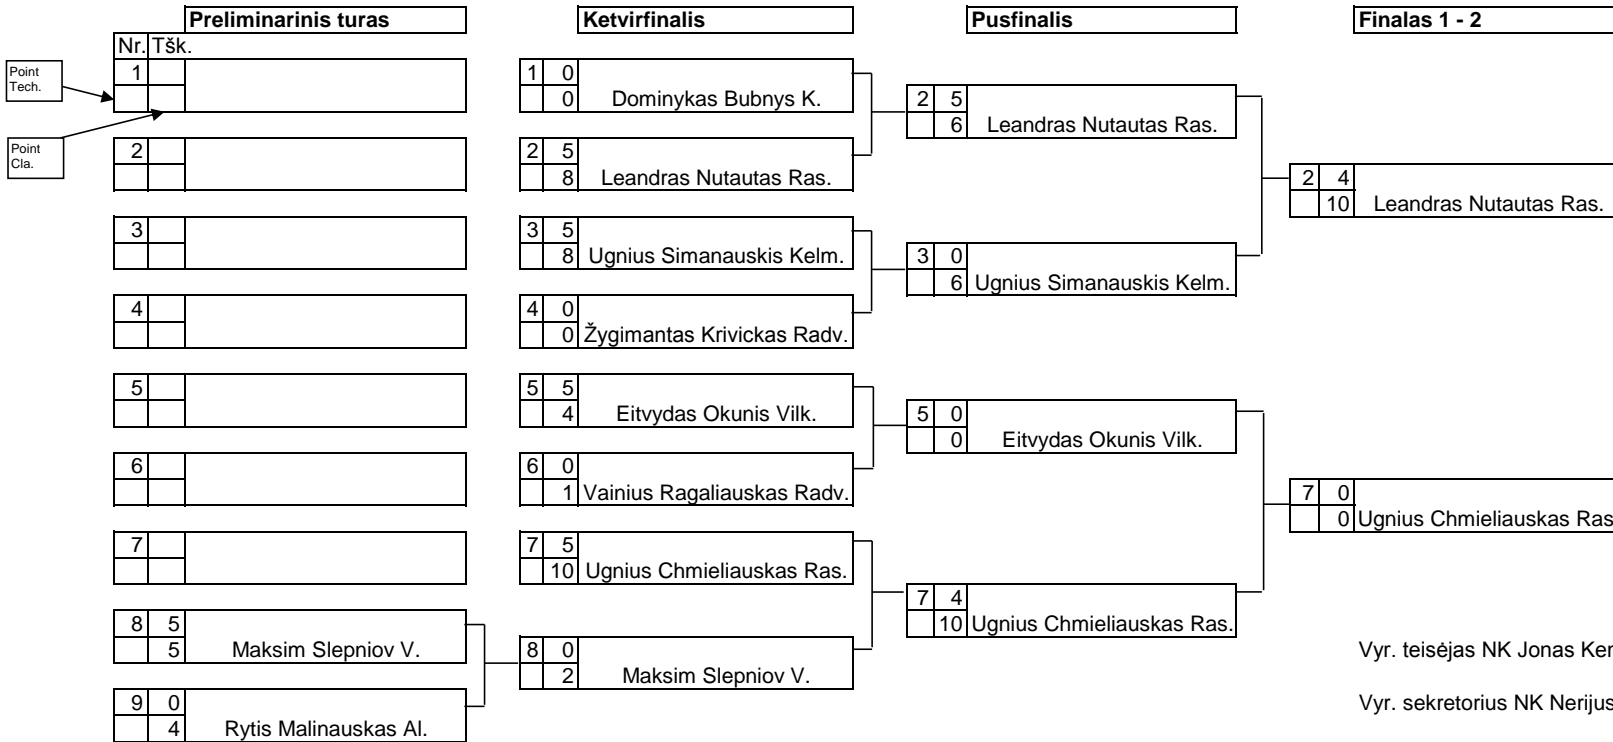 Preliminarinis turas Ketvirfinalis Pusfinalis Finalas 1 - 2
Nr. Tšk.
Point
Tech.
Point
Cla.
1
2
3
4
5
6
7
8 5
5 Maksim Slepniov V.
9 0
4 Rytis Malinauskas Al.
1 0
0 Dominykas Bubnys K.
2 5
8 Leandras Nutautas Ras.
3 5
8 Ugnius Simanauskis Kelm.
4 0
0 Žygimantas Krivickas Radv.
5 5
4 Eitvydas Okunis Vilk.
6 0
1 Vainius Ragaliauskas Radv.
7 5
10 Ugnius Chmieliauskas Ras.
8 0
2 Maksim Slepniov V.
2 5
6 Leandras Nutautas Ras.
3 0
6 Ugnius Simanauskis Kelm.
5 0
0 Eitvydas Okunis Vilk.
7 4
10 Ugnius Chmieliauskas Ras.
2 4
10 Leandras Nutautas Ras.
7 0
0 Ugnius Chmieliauskas Ras
Vyr. teisėjas NK Jonas Ker
Vyr. sekretorius NK Nerijus